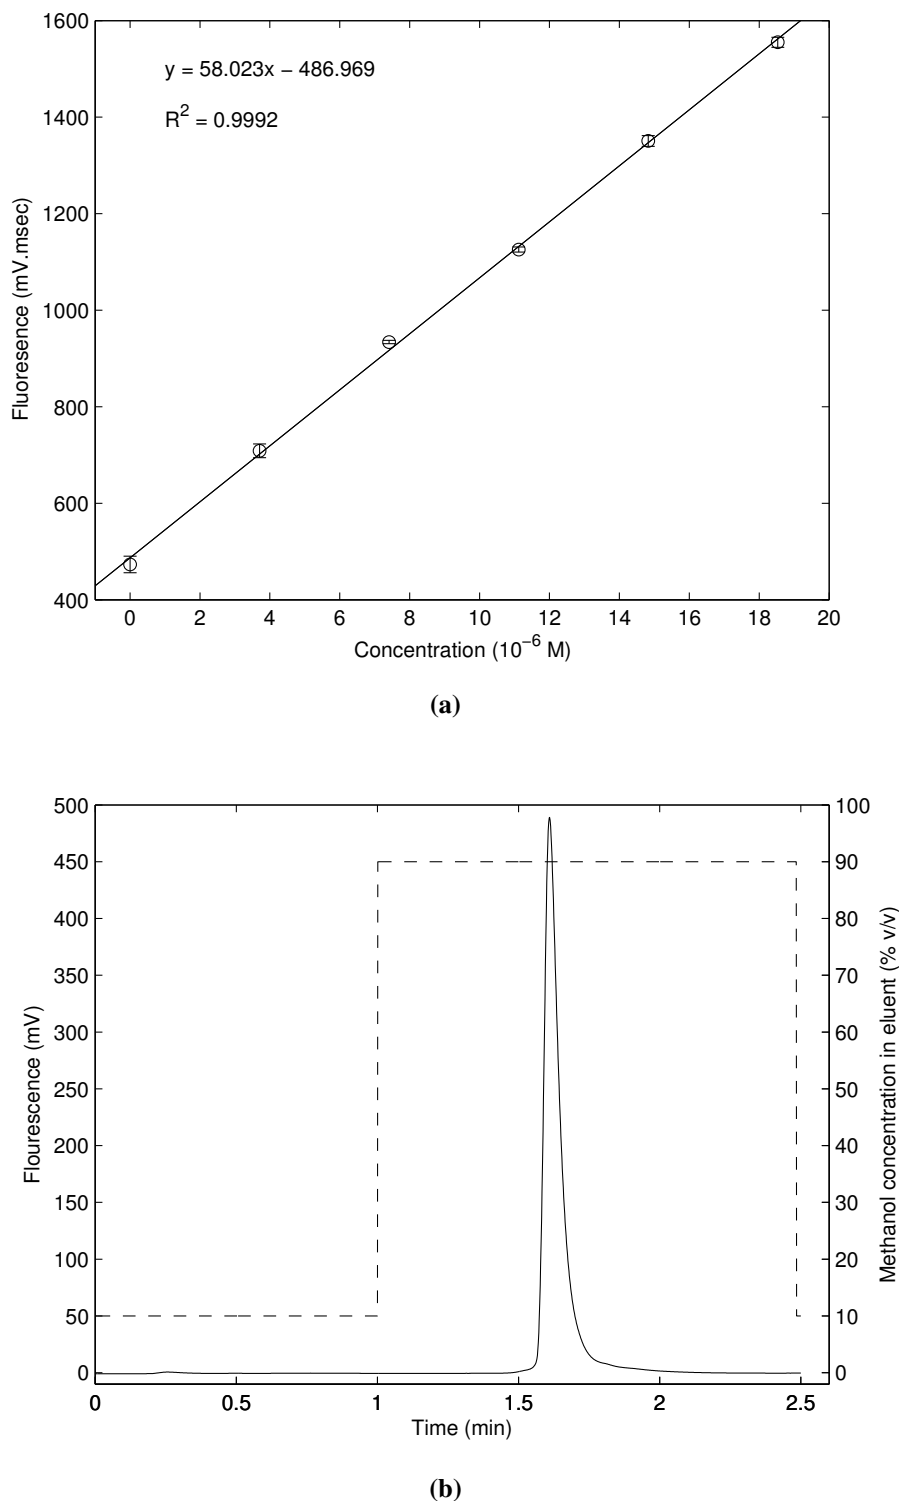 y = 58.023x − 486.969
R² = 0.9992
1600
1400
1200
1000
800
600
400
0 2 4 6 8 10 12 14 16 18 20
Fluoresence (mV.msec)
Concentration (10⁻⁶ M)
(a)
500
450
400
350
300
250
200
150
100
50
0
Flourescence (mV)
100
90
80
70
60
50
40
30
20
10
0
Methanol concentration in eluent (% v/v)
0 0.5 1 1.5 2 2.5
Time (min)
(b)